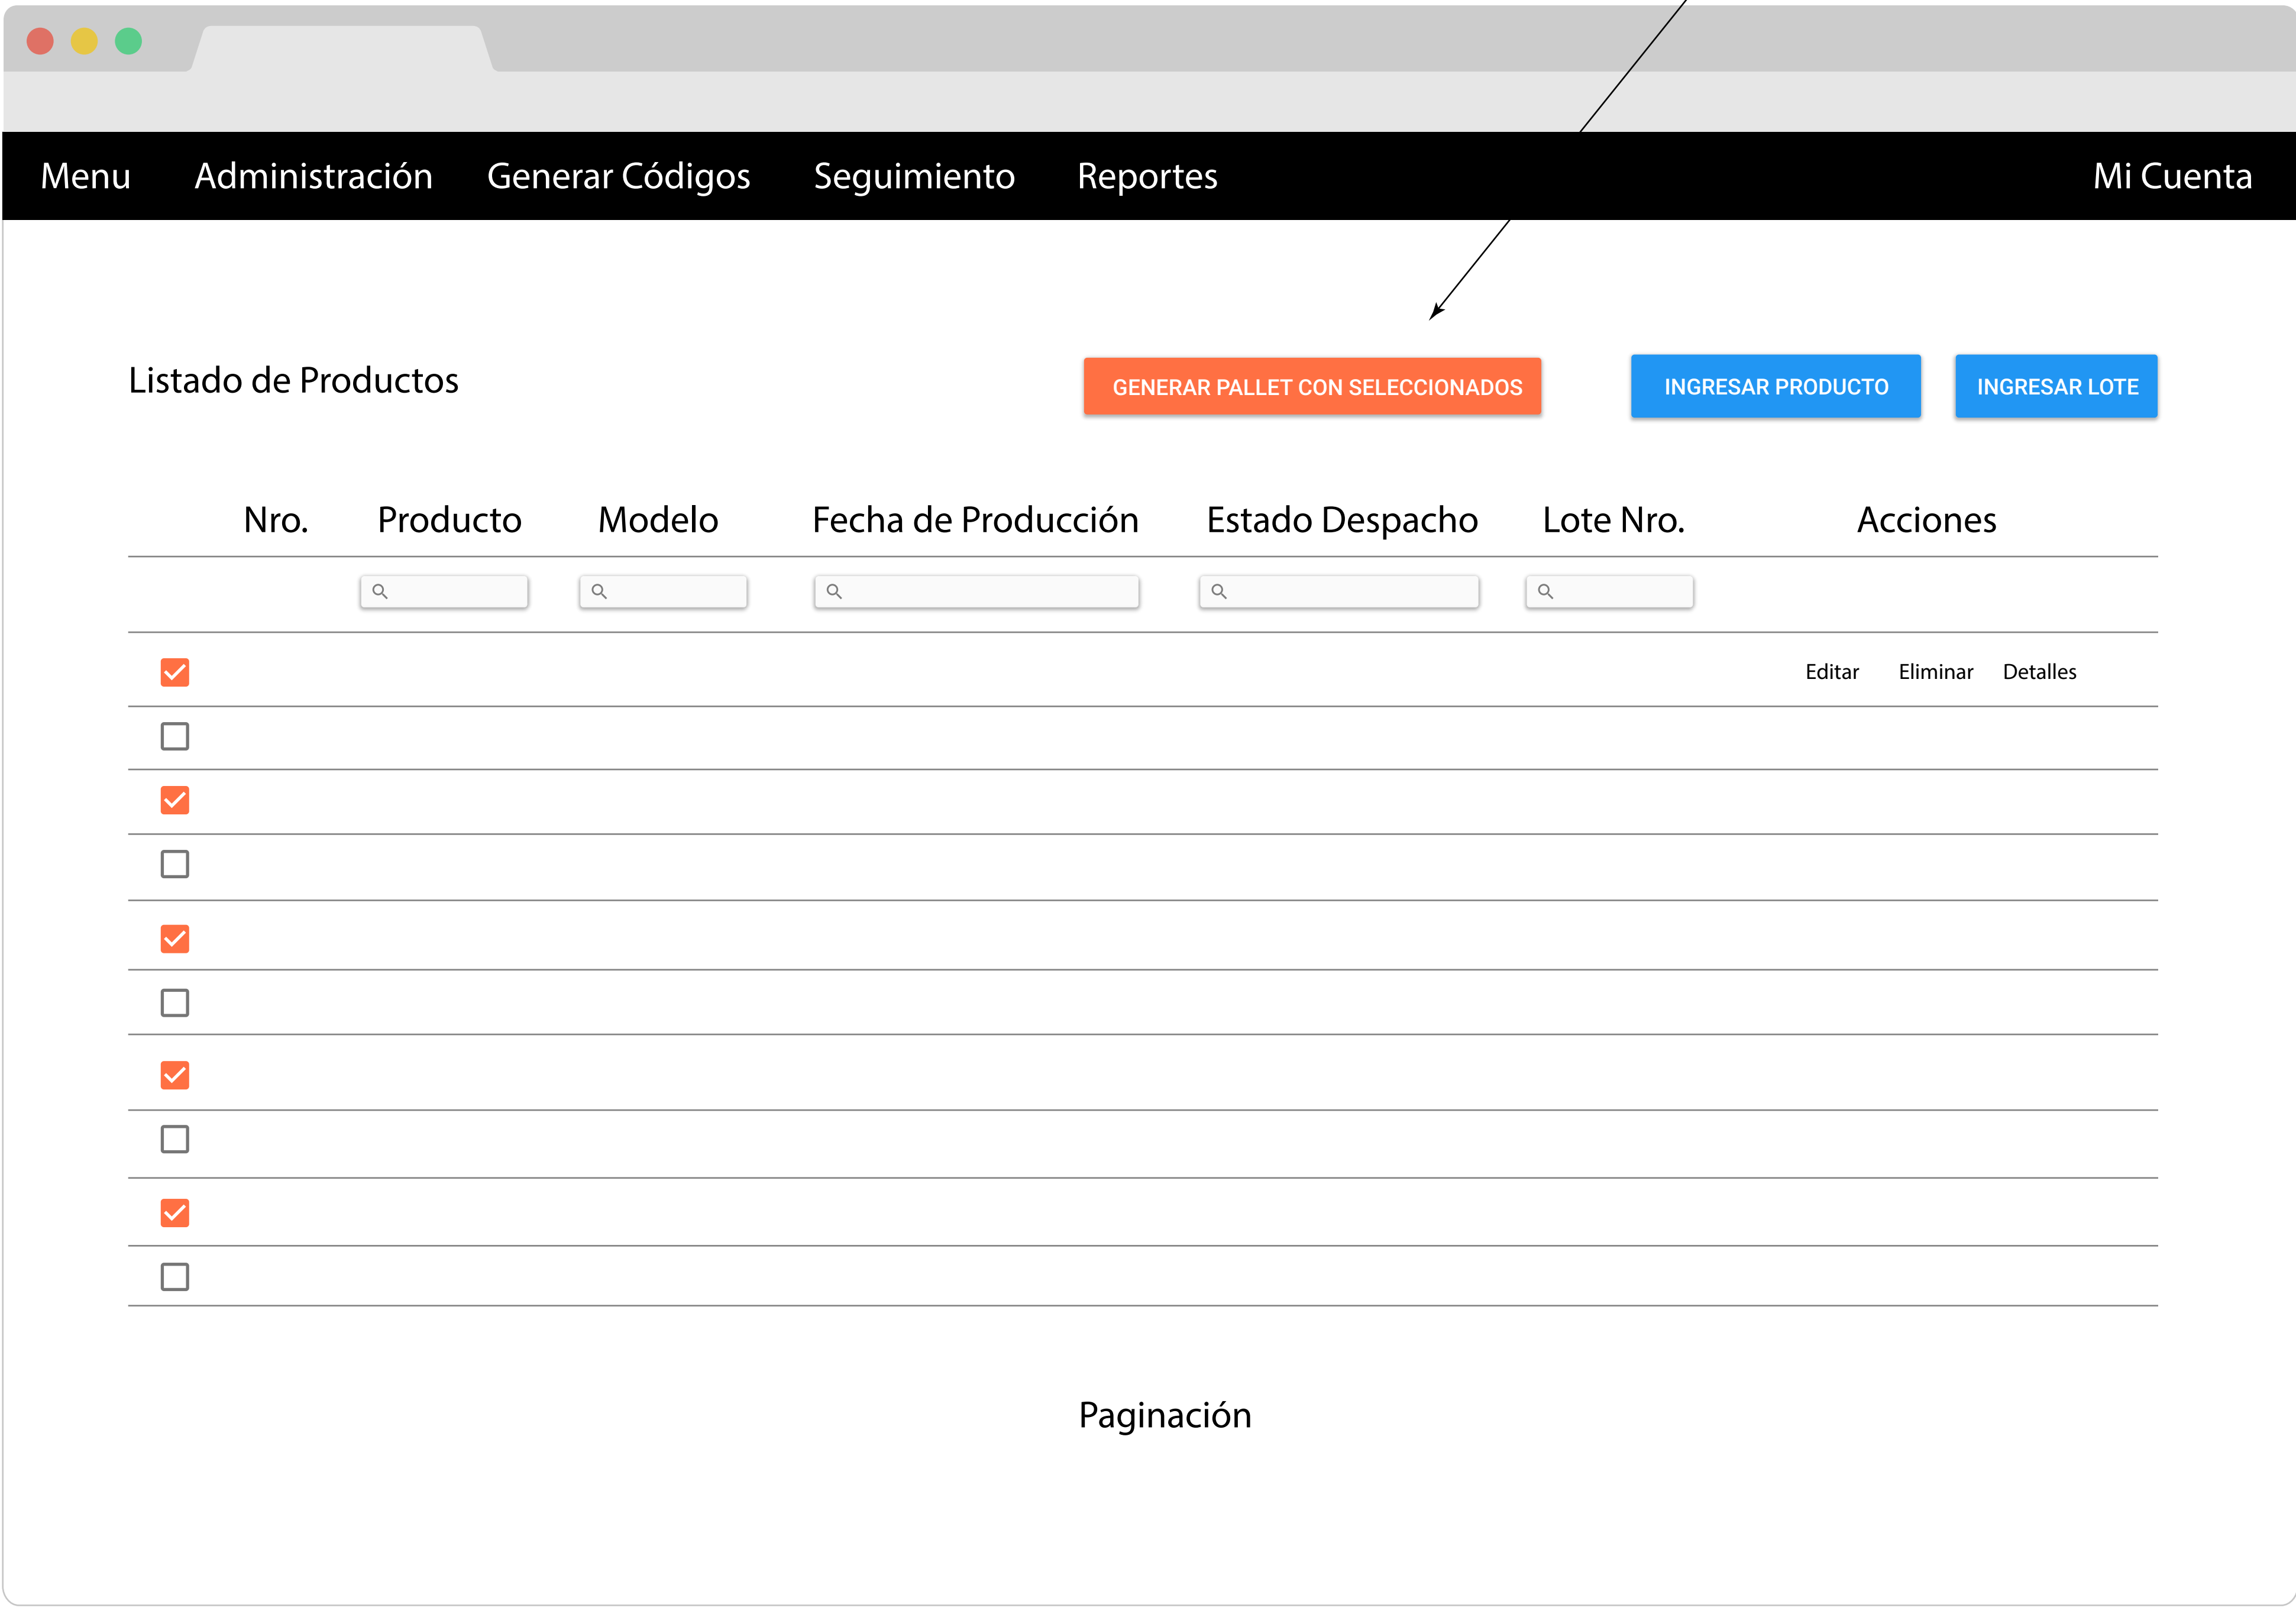 Menu Administración Generar Códigos Seguimiento Reportes Mi Cuenta
Listado de Productos GENERAR PALLET CON SELECCIONADOS INGRESAR PRODUCTO INGRESAR LOTE
Nro. Producto Modelo Fecha de Producción Estado Despacho Lote Nro. Acciones
Editar Eliminar Detalles
Paginación